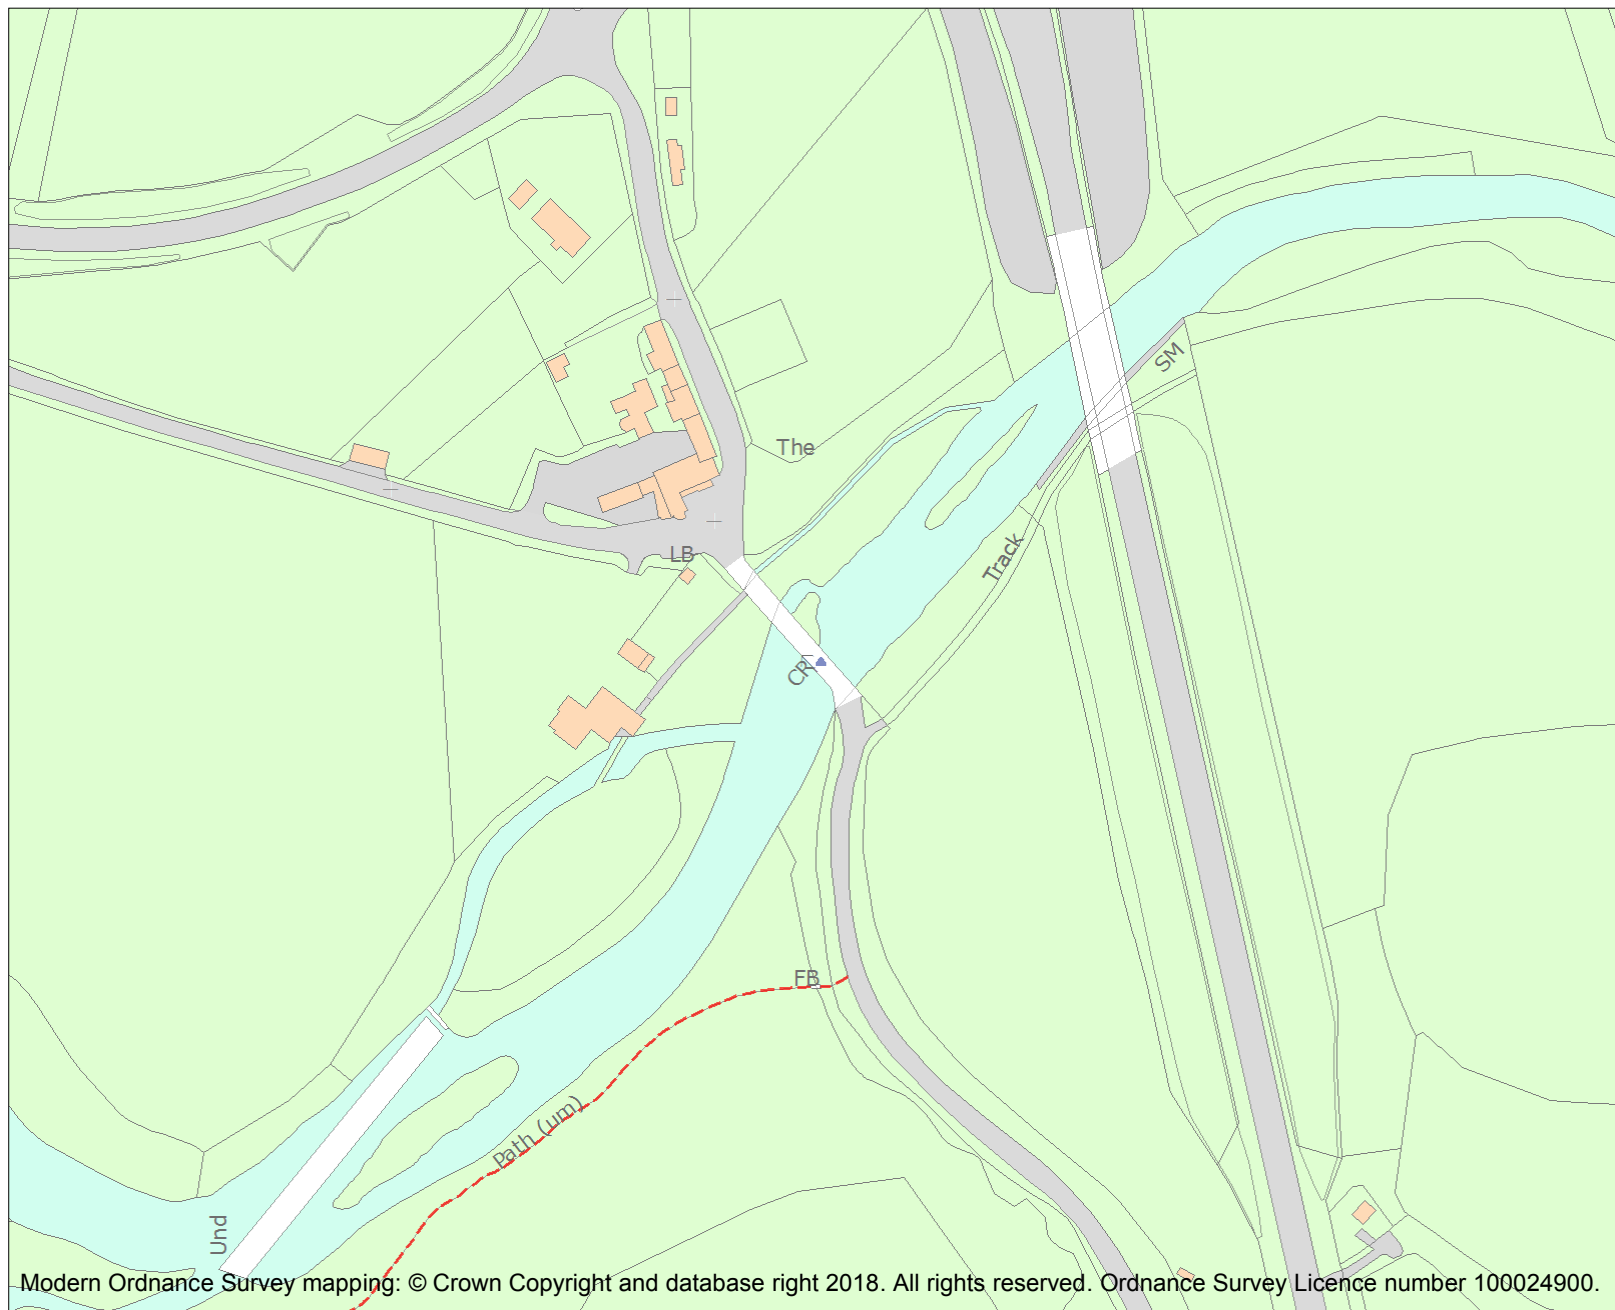 SM
The
Track
LB
CR
FB
Path (um)
Und
Modern Ordnance Survey mapping: © Crown Copyright and database right 2018. All rights reserved. Ordnance Survey Licence number 100024900.